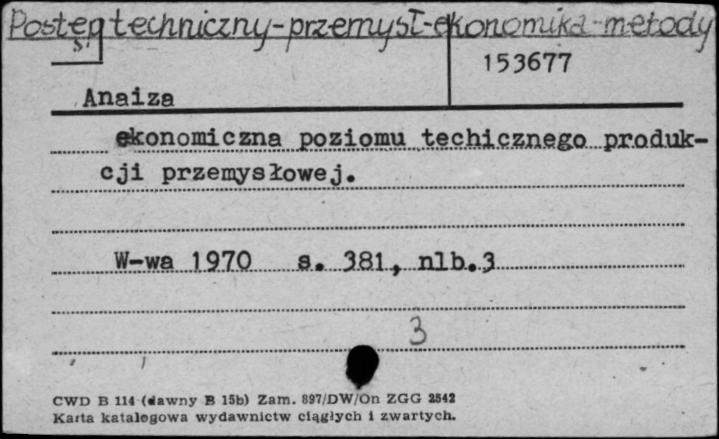 Postęp techniczny-przemysł-ekonomika-metody
S.
153677
Anaiza
ekonomiczna poziomu techicznego produk-
cji przemysłowej.
W-wa 1970 s. 381, nlb.3
3
CWD B 114 (dawny B 15b) Zam. 897/DW/On ZGG 2542
Karta katalogowa wydawnictw ciągłych i zwartych.